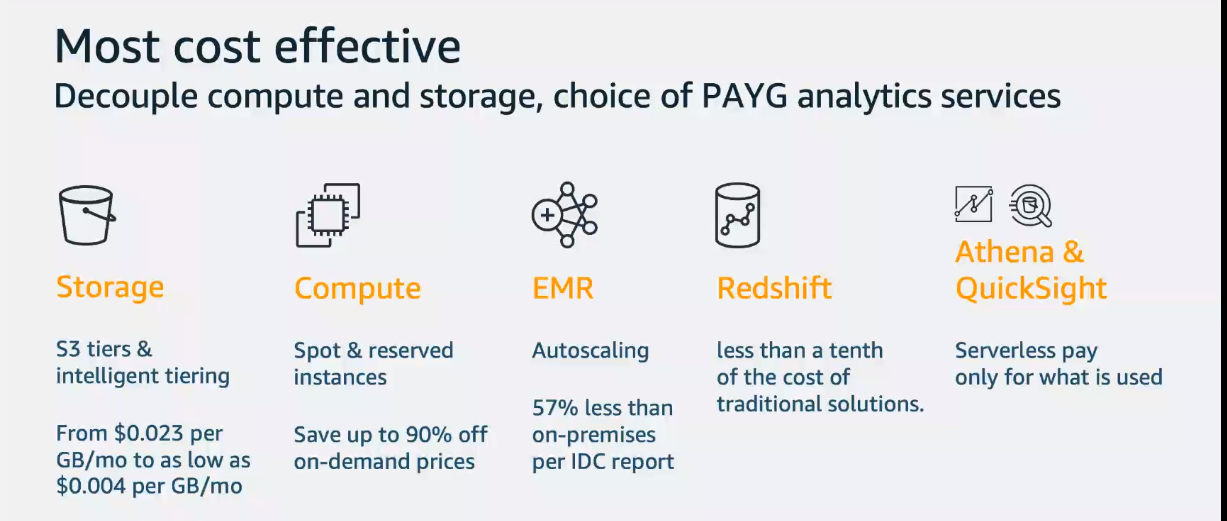 Most cost effective
Decouple compute and storage, choice of PAYG analytics services
Storage
S3 tiers &
intelligent tiering
From $0.023 per
GB/mo to as low as
$0.004 per GB/mo
Compute
Spot & reserved
instances
Save up to 90% off
on-demand prices
EMR
Autoscaling
57% less than
on-premises
per IDC report
Redshift
less than a tenth
of the cost of
traditional solutions.
Athena &
QuickSight
Serverless pay
only for what is used